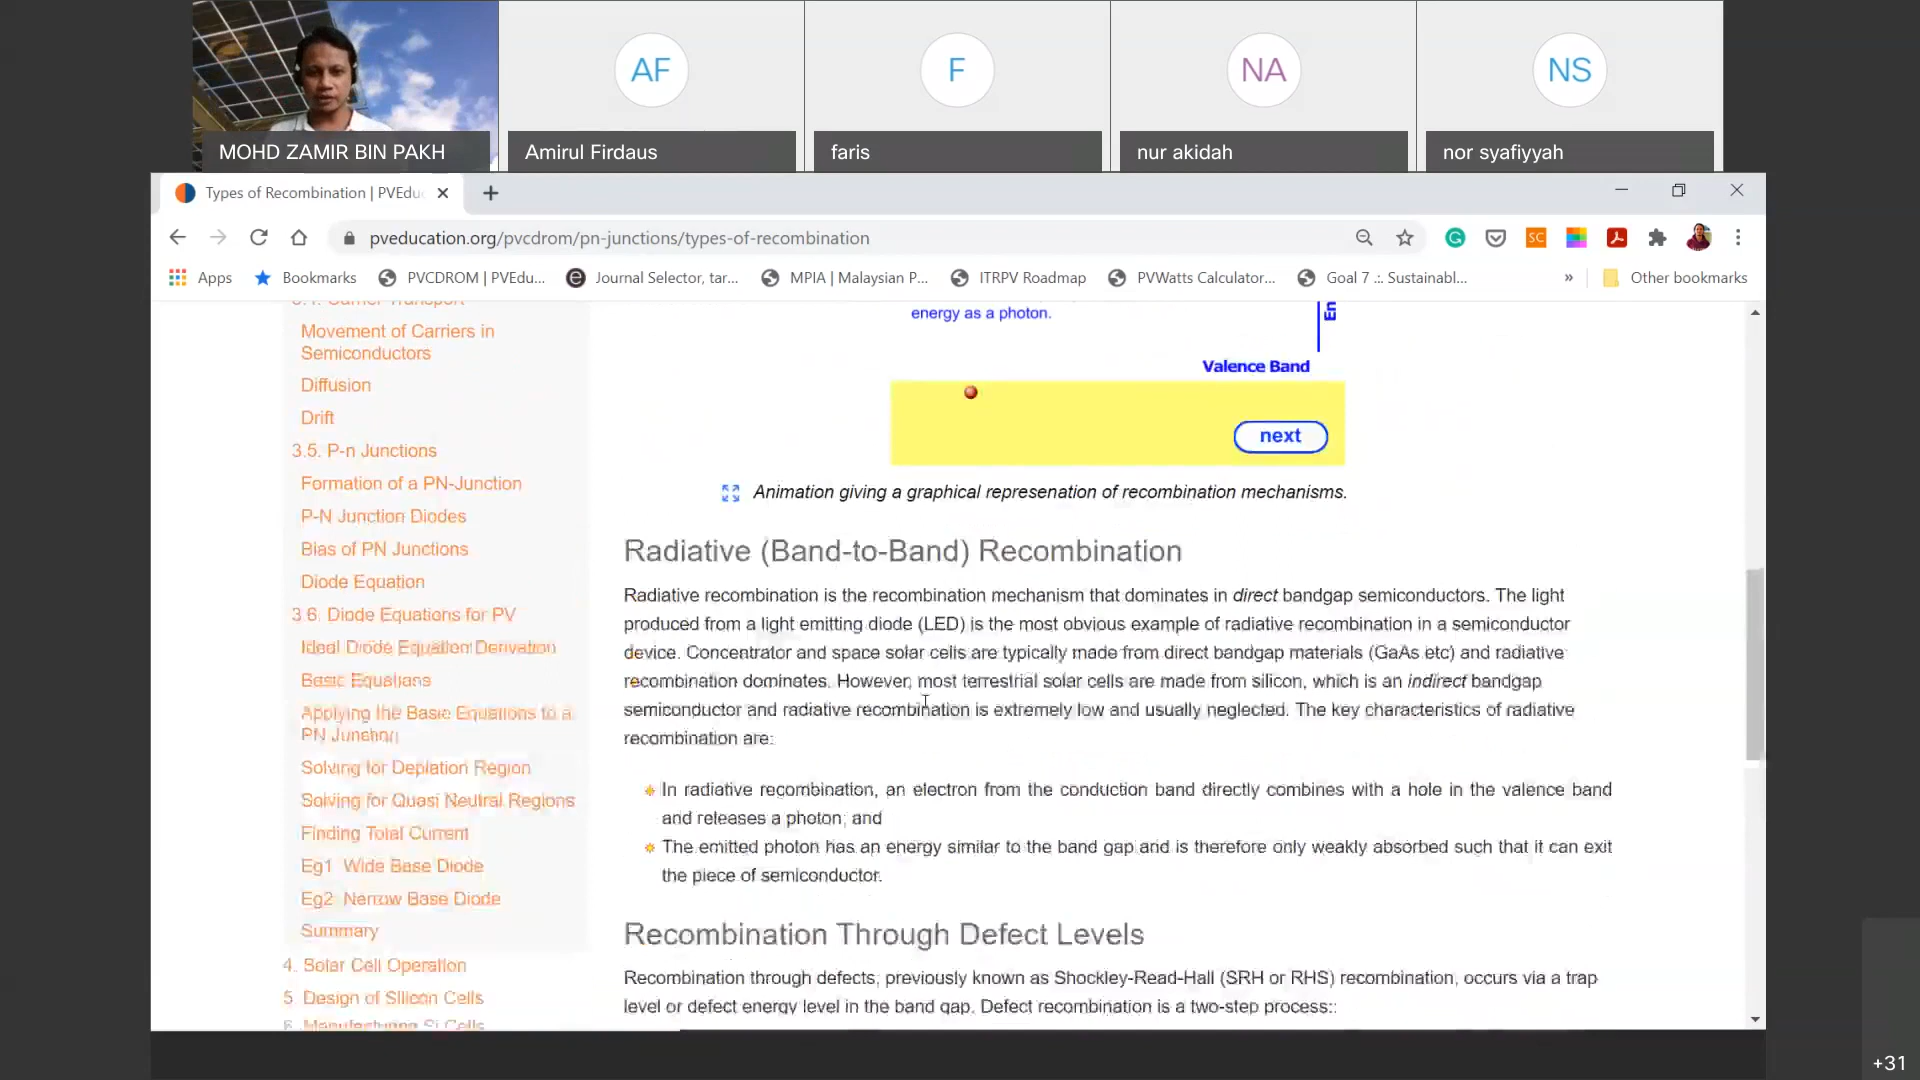 AF
F
NA
NS
MOHD ZAMIR BIN PAKH
Amirul Firdaus
faris
nur akidah
nor syafiyyah
Types of Recombination | PVEdu
pveducation.org/pvcdrom/pn-junctions/types-of-recombination
SC
Apps
Bookmarks
PVCDROM | PVEdu...
Journal Selector, tar...
MPIA | Malaysian P...
ITRPV Roadmap
PVWatts Calculator...
Goal 7 .:. Sustainabl...
»
Other bookmarks
3.4. Carrier Transport
Movement of Carriers in
Semiconductors
Diffusion
Drift
3.5. P-n Junctions
Formation of a PN-Junction
P-N Junction Diodes
Bias of PN Junctions
Diode Equation
3.6. Diode Equations for PV
Ideal Diode Equation Derivation
Basic Equations
Applying the Basic Equations to a
PN Junction
Solving for Depletion Region
Solving for Quasi Neutral Regions
Finding Total Current
Eg1 Wide Base Diode
Eg2 Narrow Base Diode
Summary
4. Solar Cell Operation
5. Design of Silicon Cells
6. Manufacturing Si Cells
energy as a photon.
En
Valence Band
next
Animation giving a graphical represenation of recombination mechanisms.
Radiative (Band-to-Band) Recombination
Radiative recombination is the recombination mechanism that dominates in direct bandgap semiconductors. The light
produced from a light emitting diode (LED) is the most obvious example of radiative recombination in a semiconductor
device. Concentrator and space solar cells are typically made from direct bandgap materials (GaAs etc) and radiative
recombination dominates. However, most terrestrial solar cells are made from silicon, which is an indirect bandgap
semiconductor and radiative recombination is extremely low and usually neglected. The key characteristics of radiative
recombination are:
In radiative recombination, an electron from the conduction band directly combines with a hole in the valence band
and releases a photon; and
The emitted photon has an energy similar to the band gap and is therefore only weakly absorbed such that it can exit
the piece of semiconductor.
Recombination Through Defect Levels
Recombination through defects, previously known as Shockley-Read-Hall (SRH or RHS) recombination, occurs via a trap
level or defect energy level in the band gap. Defect recombination is a two-step process::
+31